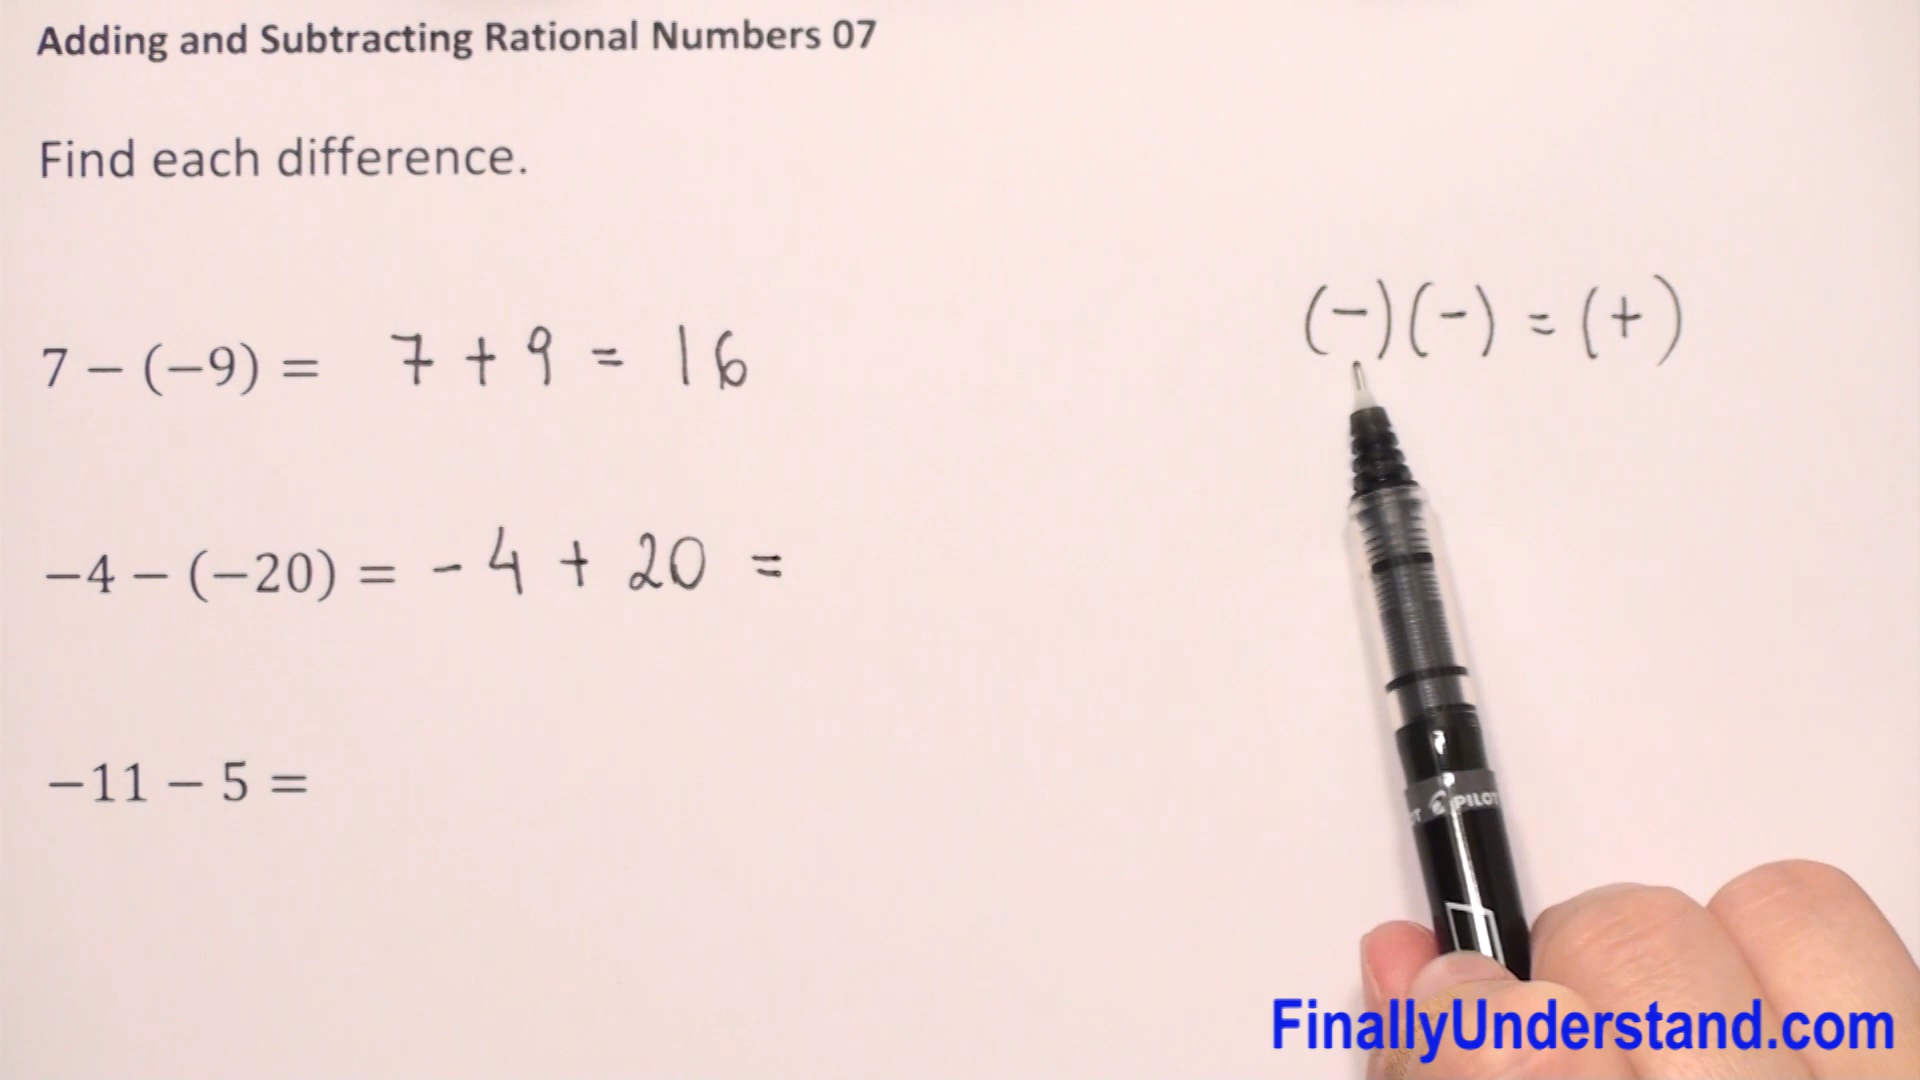 Adding and Subtracting Rational Numbers 07
Find each difference.
(-)(-) = (+)
7 − (−9) = 7 + 9 = 16
−4 − (−20) = - 4 + 20 =
−11 − 5 =
PILOT
FinallyUnderstand.com